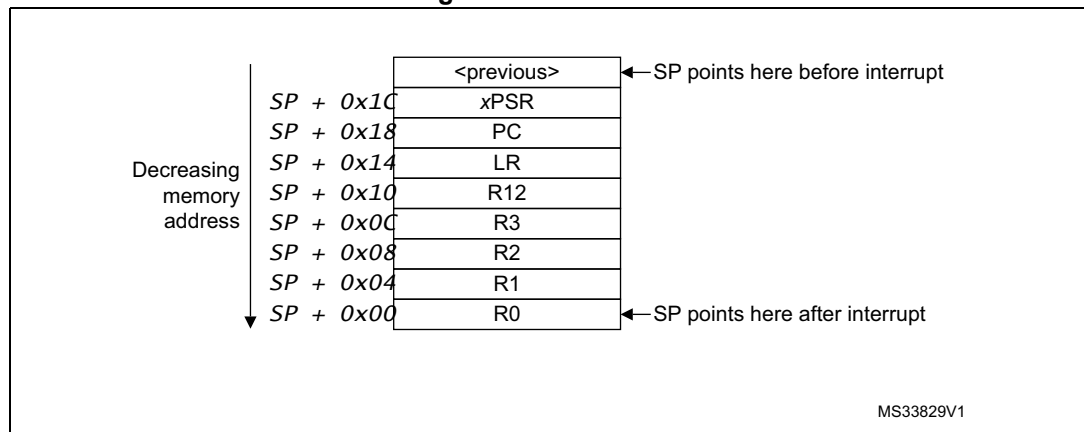 g
<previous> SP points here before interrupt
SP + 0x1C xPSR
SP + 0x18 PC
SP + 0x14 LR
SP + 0x10 R12
SP + 0x0C R3
SP + 0x08 R2
SP + 0x04 R1
SP + 0x00 R0 SP points here after interrupt
Decreasing
memory
address
MS33829V1